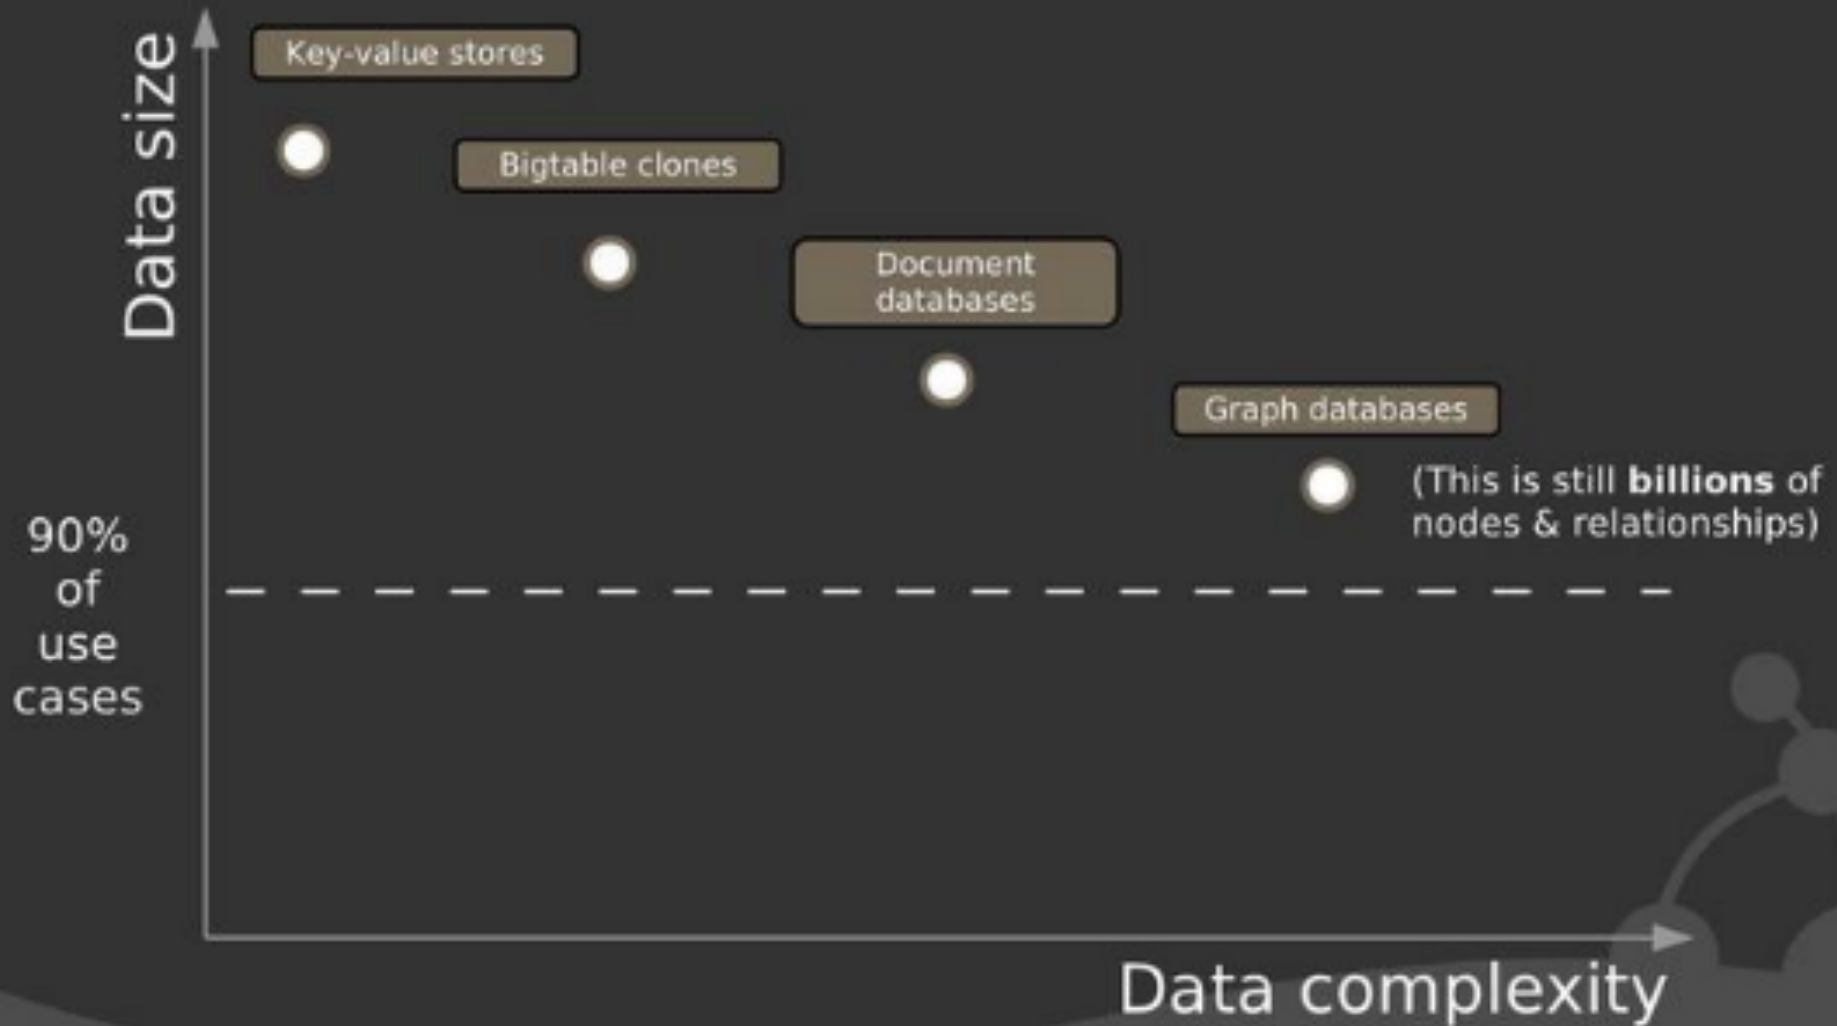 Data size
Key-value stores
Bigtable clones
Document
databases
Graph databases
(This is still billions of
nodes & relationships)
90%
of
use
cases
Data complexity